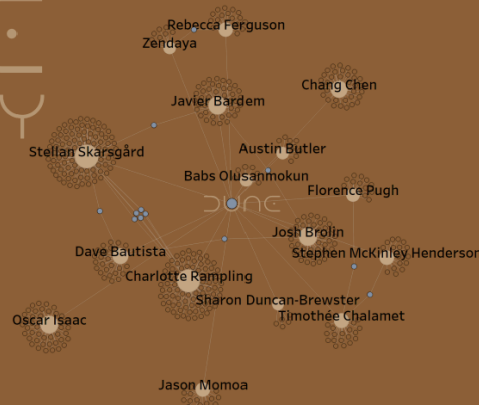 Rebecca Ferguson
Zendaya
Chang Chen
Javier Bardem
Austin Butler
Stellan Skarsgård
Babs Olusanmokun
Florence Pugh
DUNC
Josh Brolin
Dave Bautista
Stephen McKinley Henderson
Charlotte Rampling
Sharon Duncan-Brewster
Oscar Isaac
Timothée Chalamet
Jason Momoa